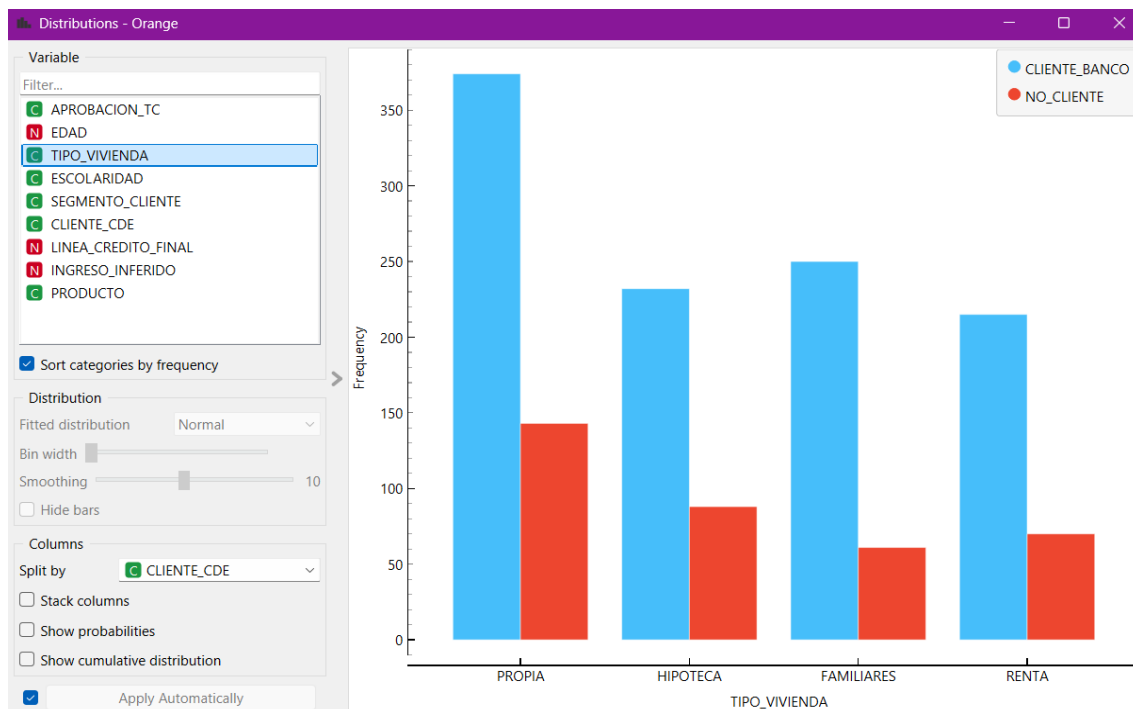 Distributions - Orange
Variable
Filter...
C APROBACION_TC
N EDAD
C TIPO_VIVIENDA
C ESCOLARIDAD
C SEGMENTO_CLIENTE
C CLIENTE_CDE
N LINEA_CREDITO_FINAL
N INGRESO_INFERIDO
C PRODUCTO
Sort categories by frequency
Distribution
Fitted distribution Normal
Bin width
Smoothing 10
Hide bars
Columns
Split by C CLIENTE_CDE
Stack columns
Show probabilities
Show cumulative distribution
Apply Automatically
CLIENTE_BANCO
NO_CLIENTE
Frequency
350
300
250
200
150
100
50
0
PROPIA HIPOTECA FAMILIARES RENTA
TIPO_VIVIENDA